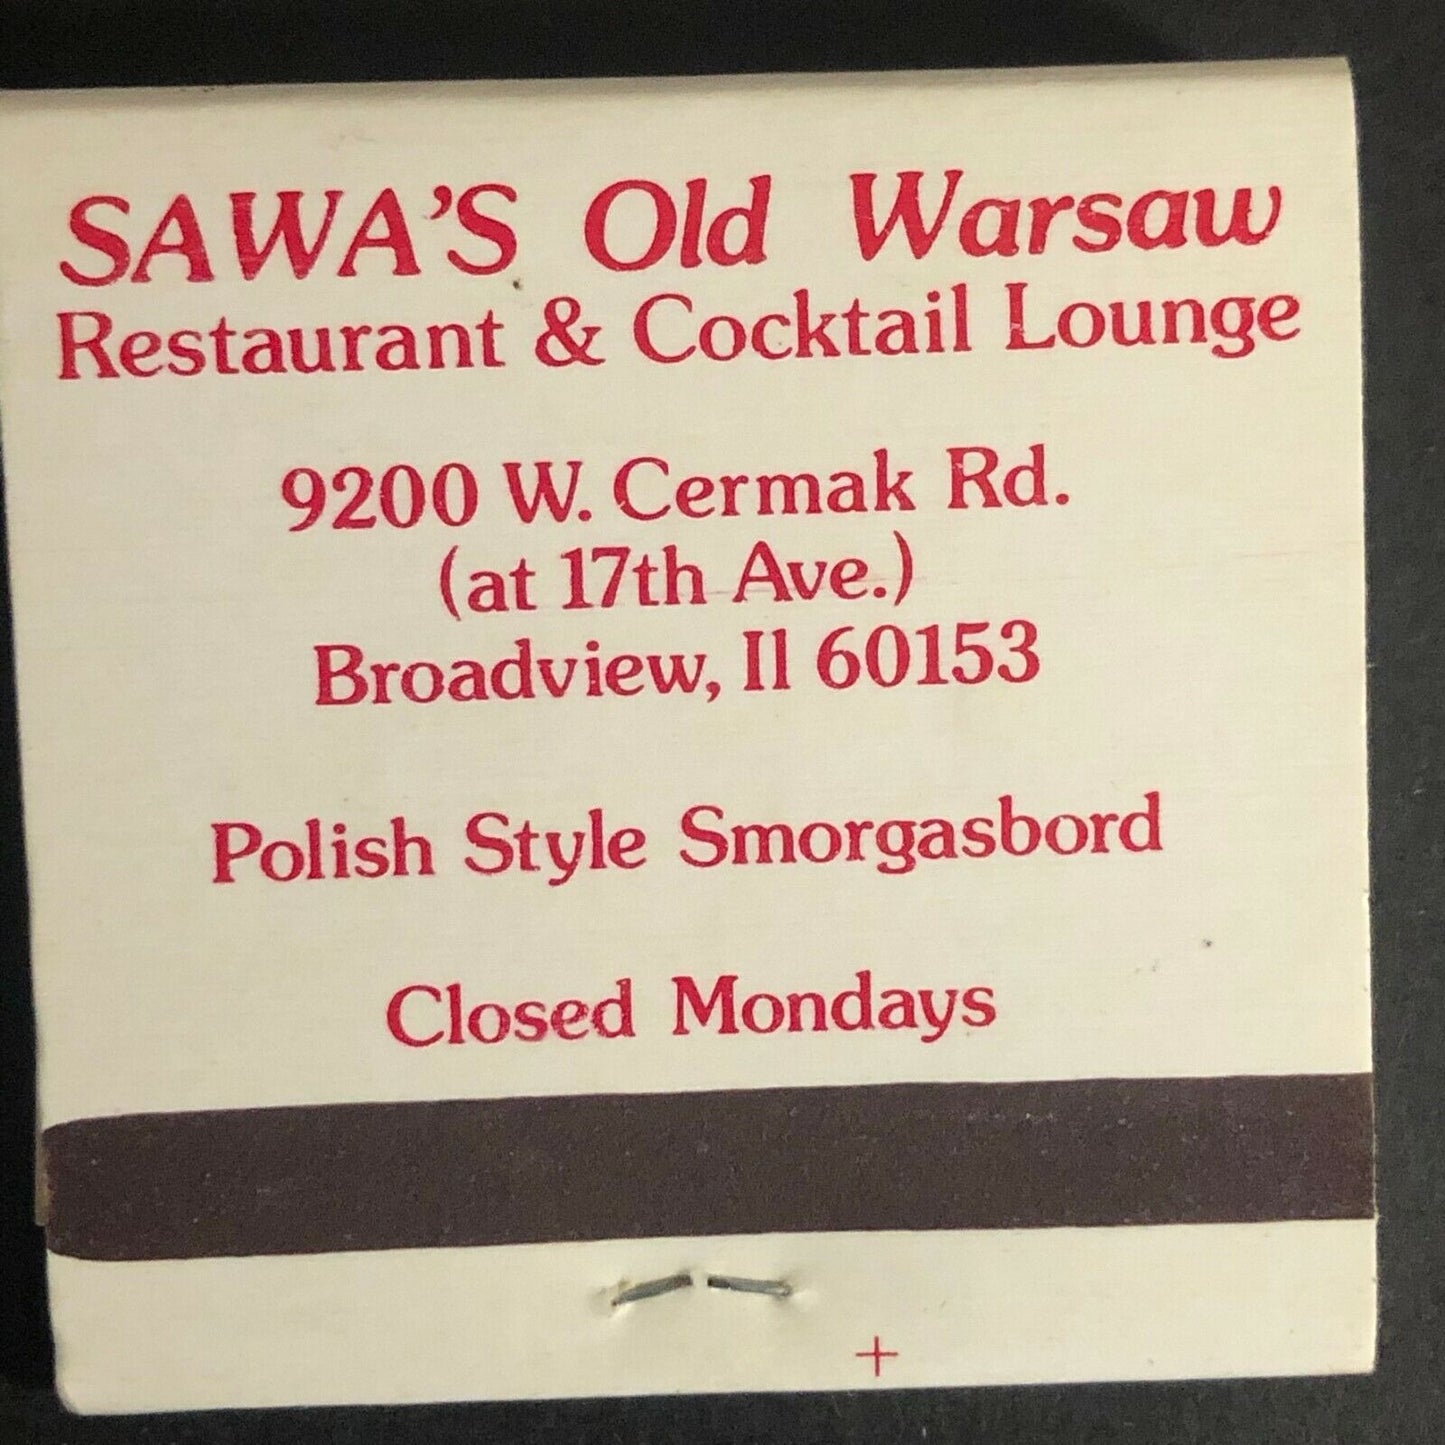 SAWA'S Old Warsaw
Restaurant & Cocktail Lounge
9200 W. Cermak Rd.
(at 17th Ave.)
Broadview, Il 60153
Polish Style Smorgasbord
Closed Mondays